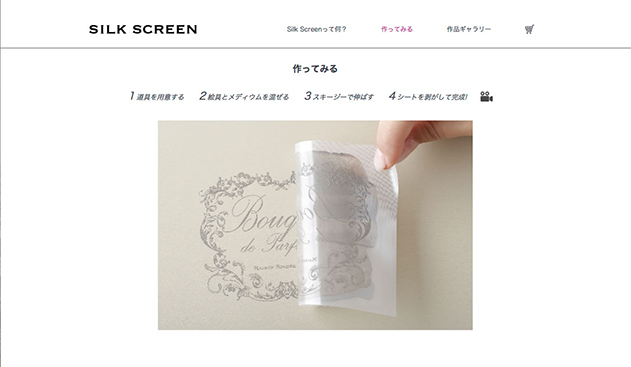 SILK SCREEN
Silk Screenって何？ 作ってみる 作品ギャラリー
作ってみる
1 道具を用意する 2 絵具とメディウムを混ぜる 3 スキージーで伸ばす 4 シートを剥がして完成!
Bouq
de Parf